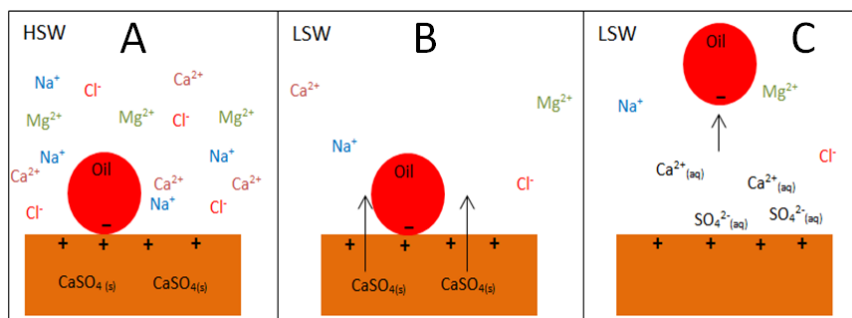 HSW
A
Na⁺
Cl⁻
Ca²⁺
Mg²⁺
Mg²⁺
Cl⁻
Mg²⁺
Na⁺
Na⁺
Ca²⁺
Oil
Ca²⁺
Ca²⁺
Na⁺
Cl⁻
Cl⁻
-
+ + + +
CaSO₄ (s) CaSO₄(s)
LSW
B
Ca²⁺
Mg²⁺
Na⁺
Oil
Cl⁻
-
+ + + +
CaSO₄(s) CaSO₄(s)
LSW
C
Oil
Na⁺
-
Mg²⁺
Cl⁻
Ca²⁺(aq)
Ca²⁺(aq)
SO₄²⁻(aq)
SO₄²⁻(aq)
+ + + +